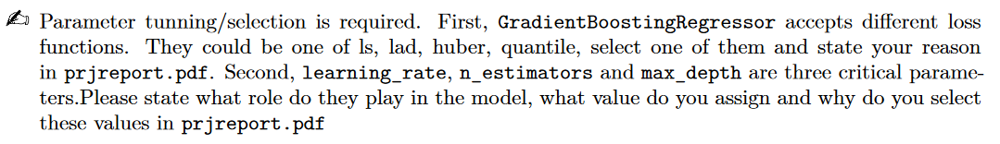 ✍ Parameter tunning/selection is required. First, GradientBoostingRegressor accepts different loss
functions. They could be one of ls, lad, huber, quantile, select one of them and state your reason
in prjreport.pdf. Second, learning_rate, n_estimators and max_depth are three critical parame-
ters.Please state what role do they play in the model, what value do you assign and why do you select
these values in prjreport.pdf